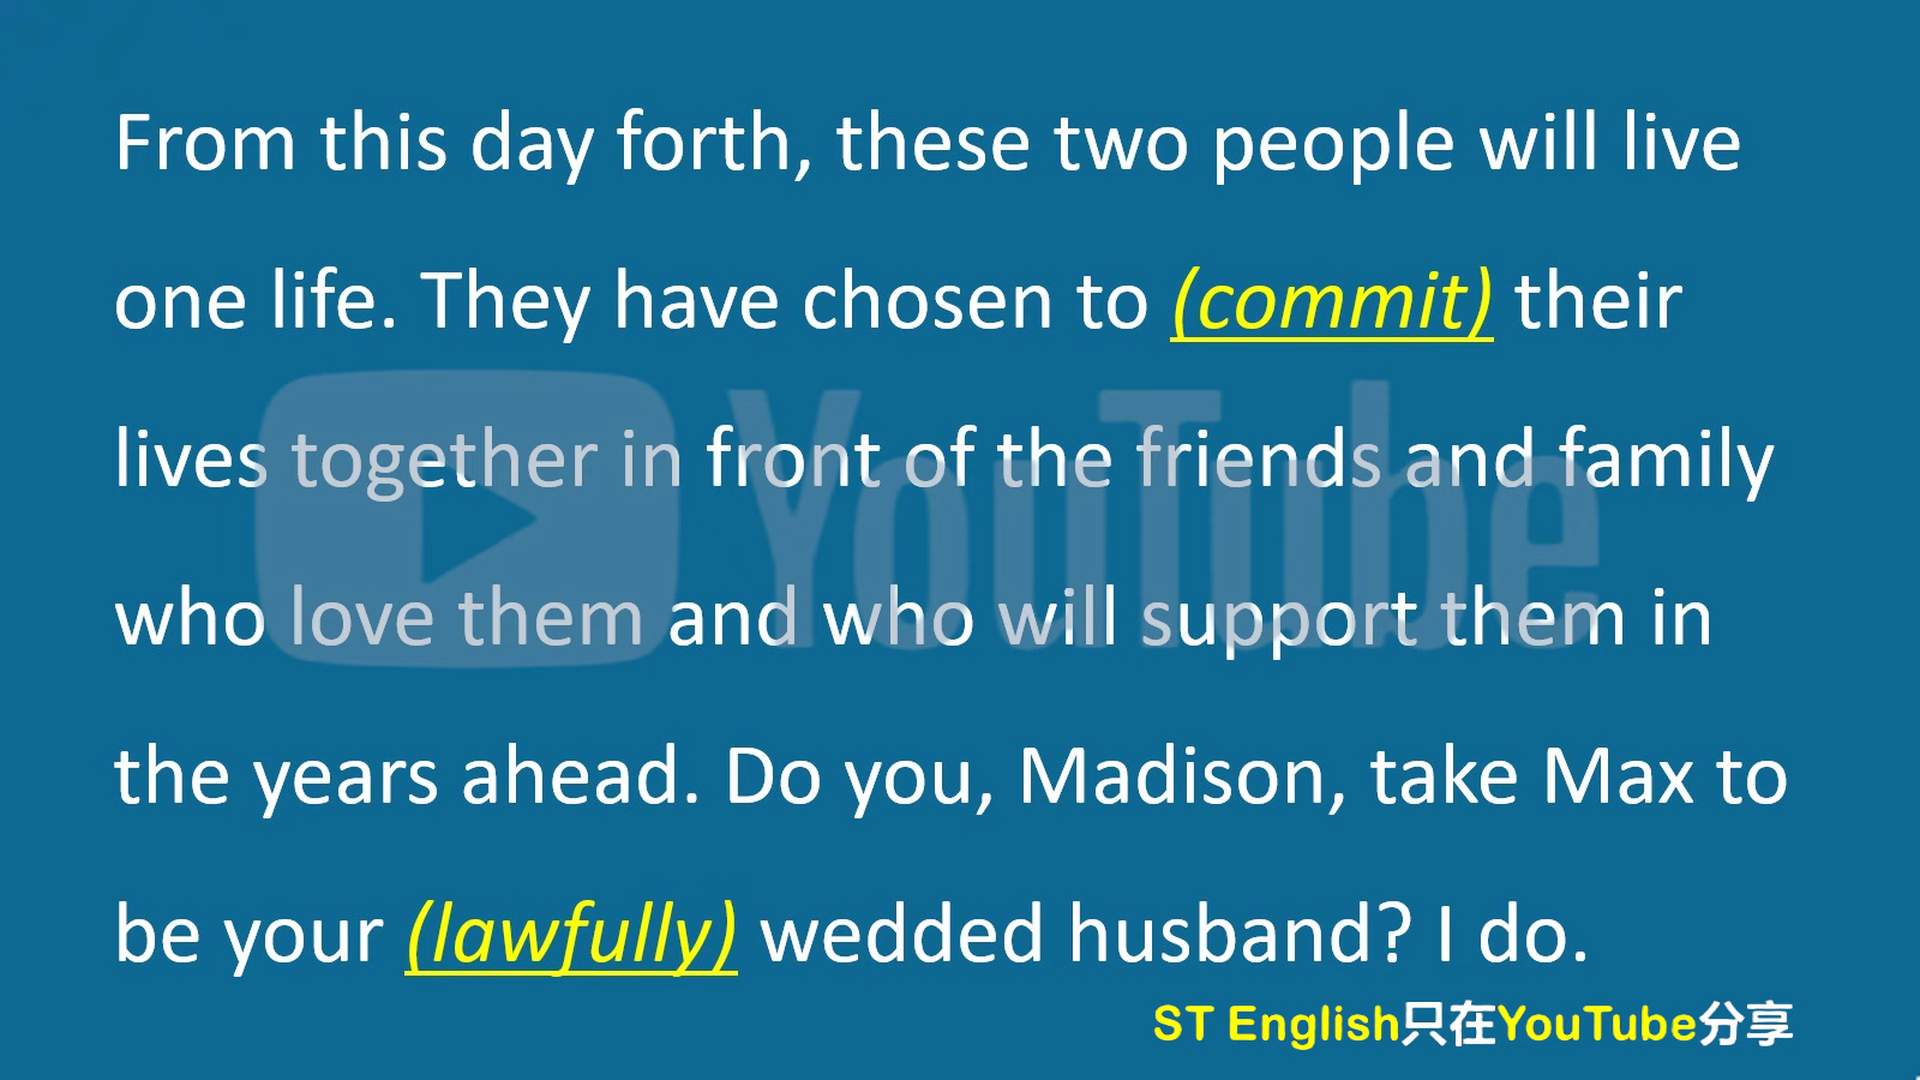 From this day forth, these two people will live
one life. They have chosen to (commit) their
lives together in front of the friends and family
who love them and who will support them in
the years ahead. Do you, Madison, take Max to
be your (lawfully) wedded husband? I do.
YouTube
ST English只在YouTube分享